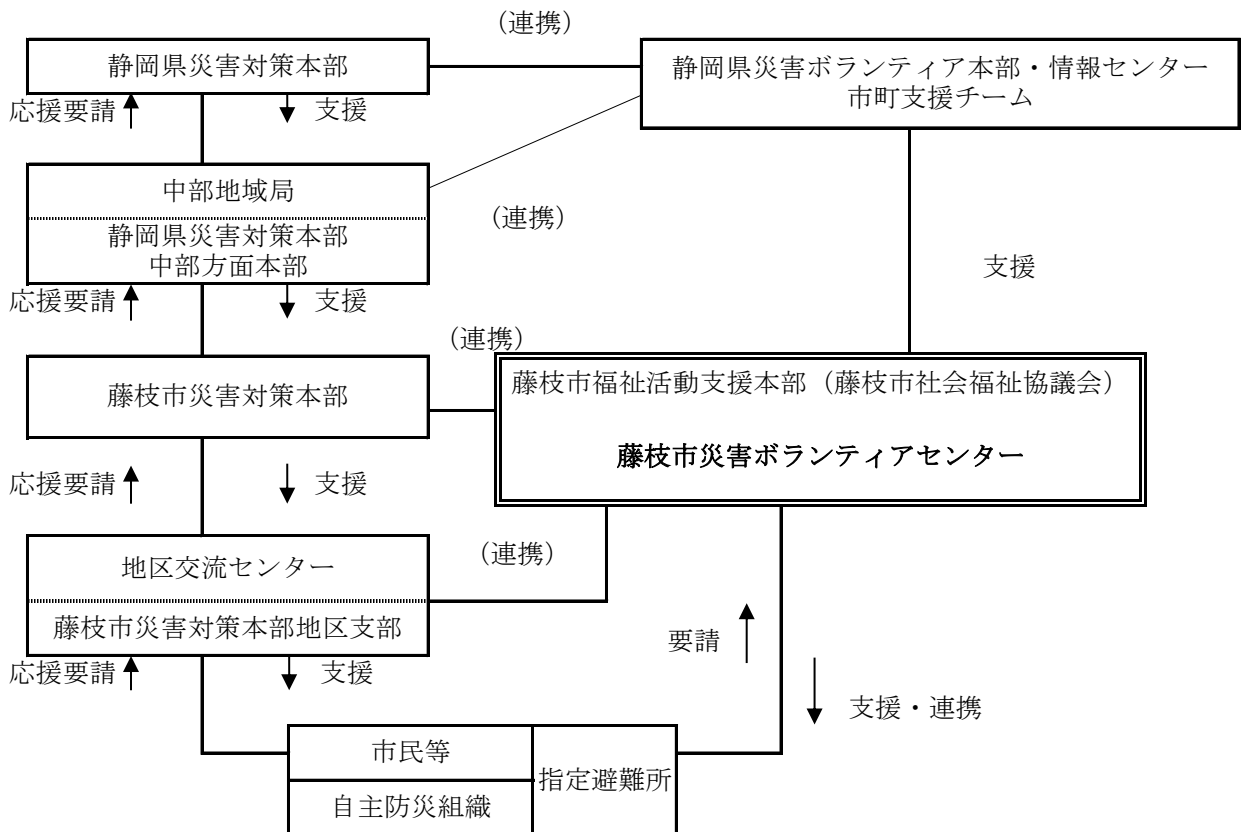 (連携)
静岡県災害対策本部
静岡県災害ボランティア本部・情報センター
市町支援チーム
応援要請
支援
中部地域局
(連携)
静岡県災害対策本部
中部方面本部
支援
応援要請
支援
(連携)
藤枝市災害対策本部
藤枝市福祉活動支援本部（藤枝市社会福祉協議会）
藤枝市災害ボランティアセンター
応援要請
支援
地区交流センター
(連携)
藤枝市災害対策本部地区支部
要請
応援要請
支援
支援・連携
市民等
指定避難所
自主防災組織